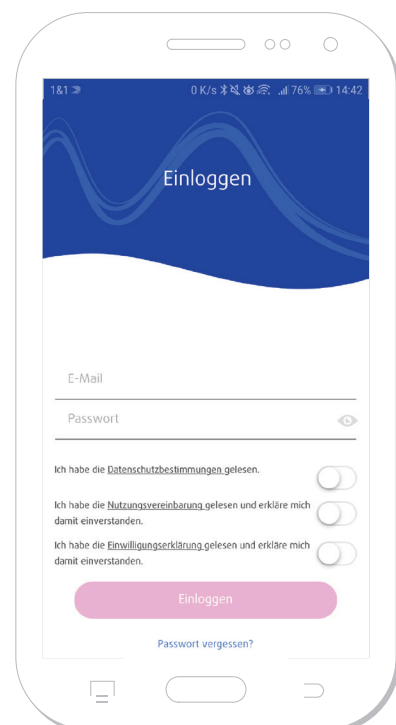 1&1 0 K/s 76% 14:42
Einloggen
E-Mail
Passwort
Ich habe die Datenschutzbestimmungen gelesen.
Ich habe die Nutzungsvereinbarung gelesen und erkläre mich
damit einverstanden.
Ich habe die Einwilligungserklärung gelesen und erkläre mich
damit einverstanden.
Einloggen
Passwort vergessen?